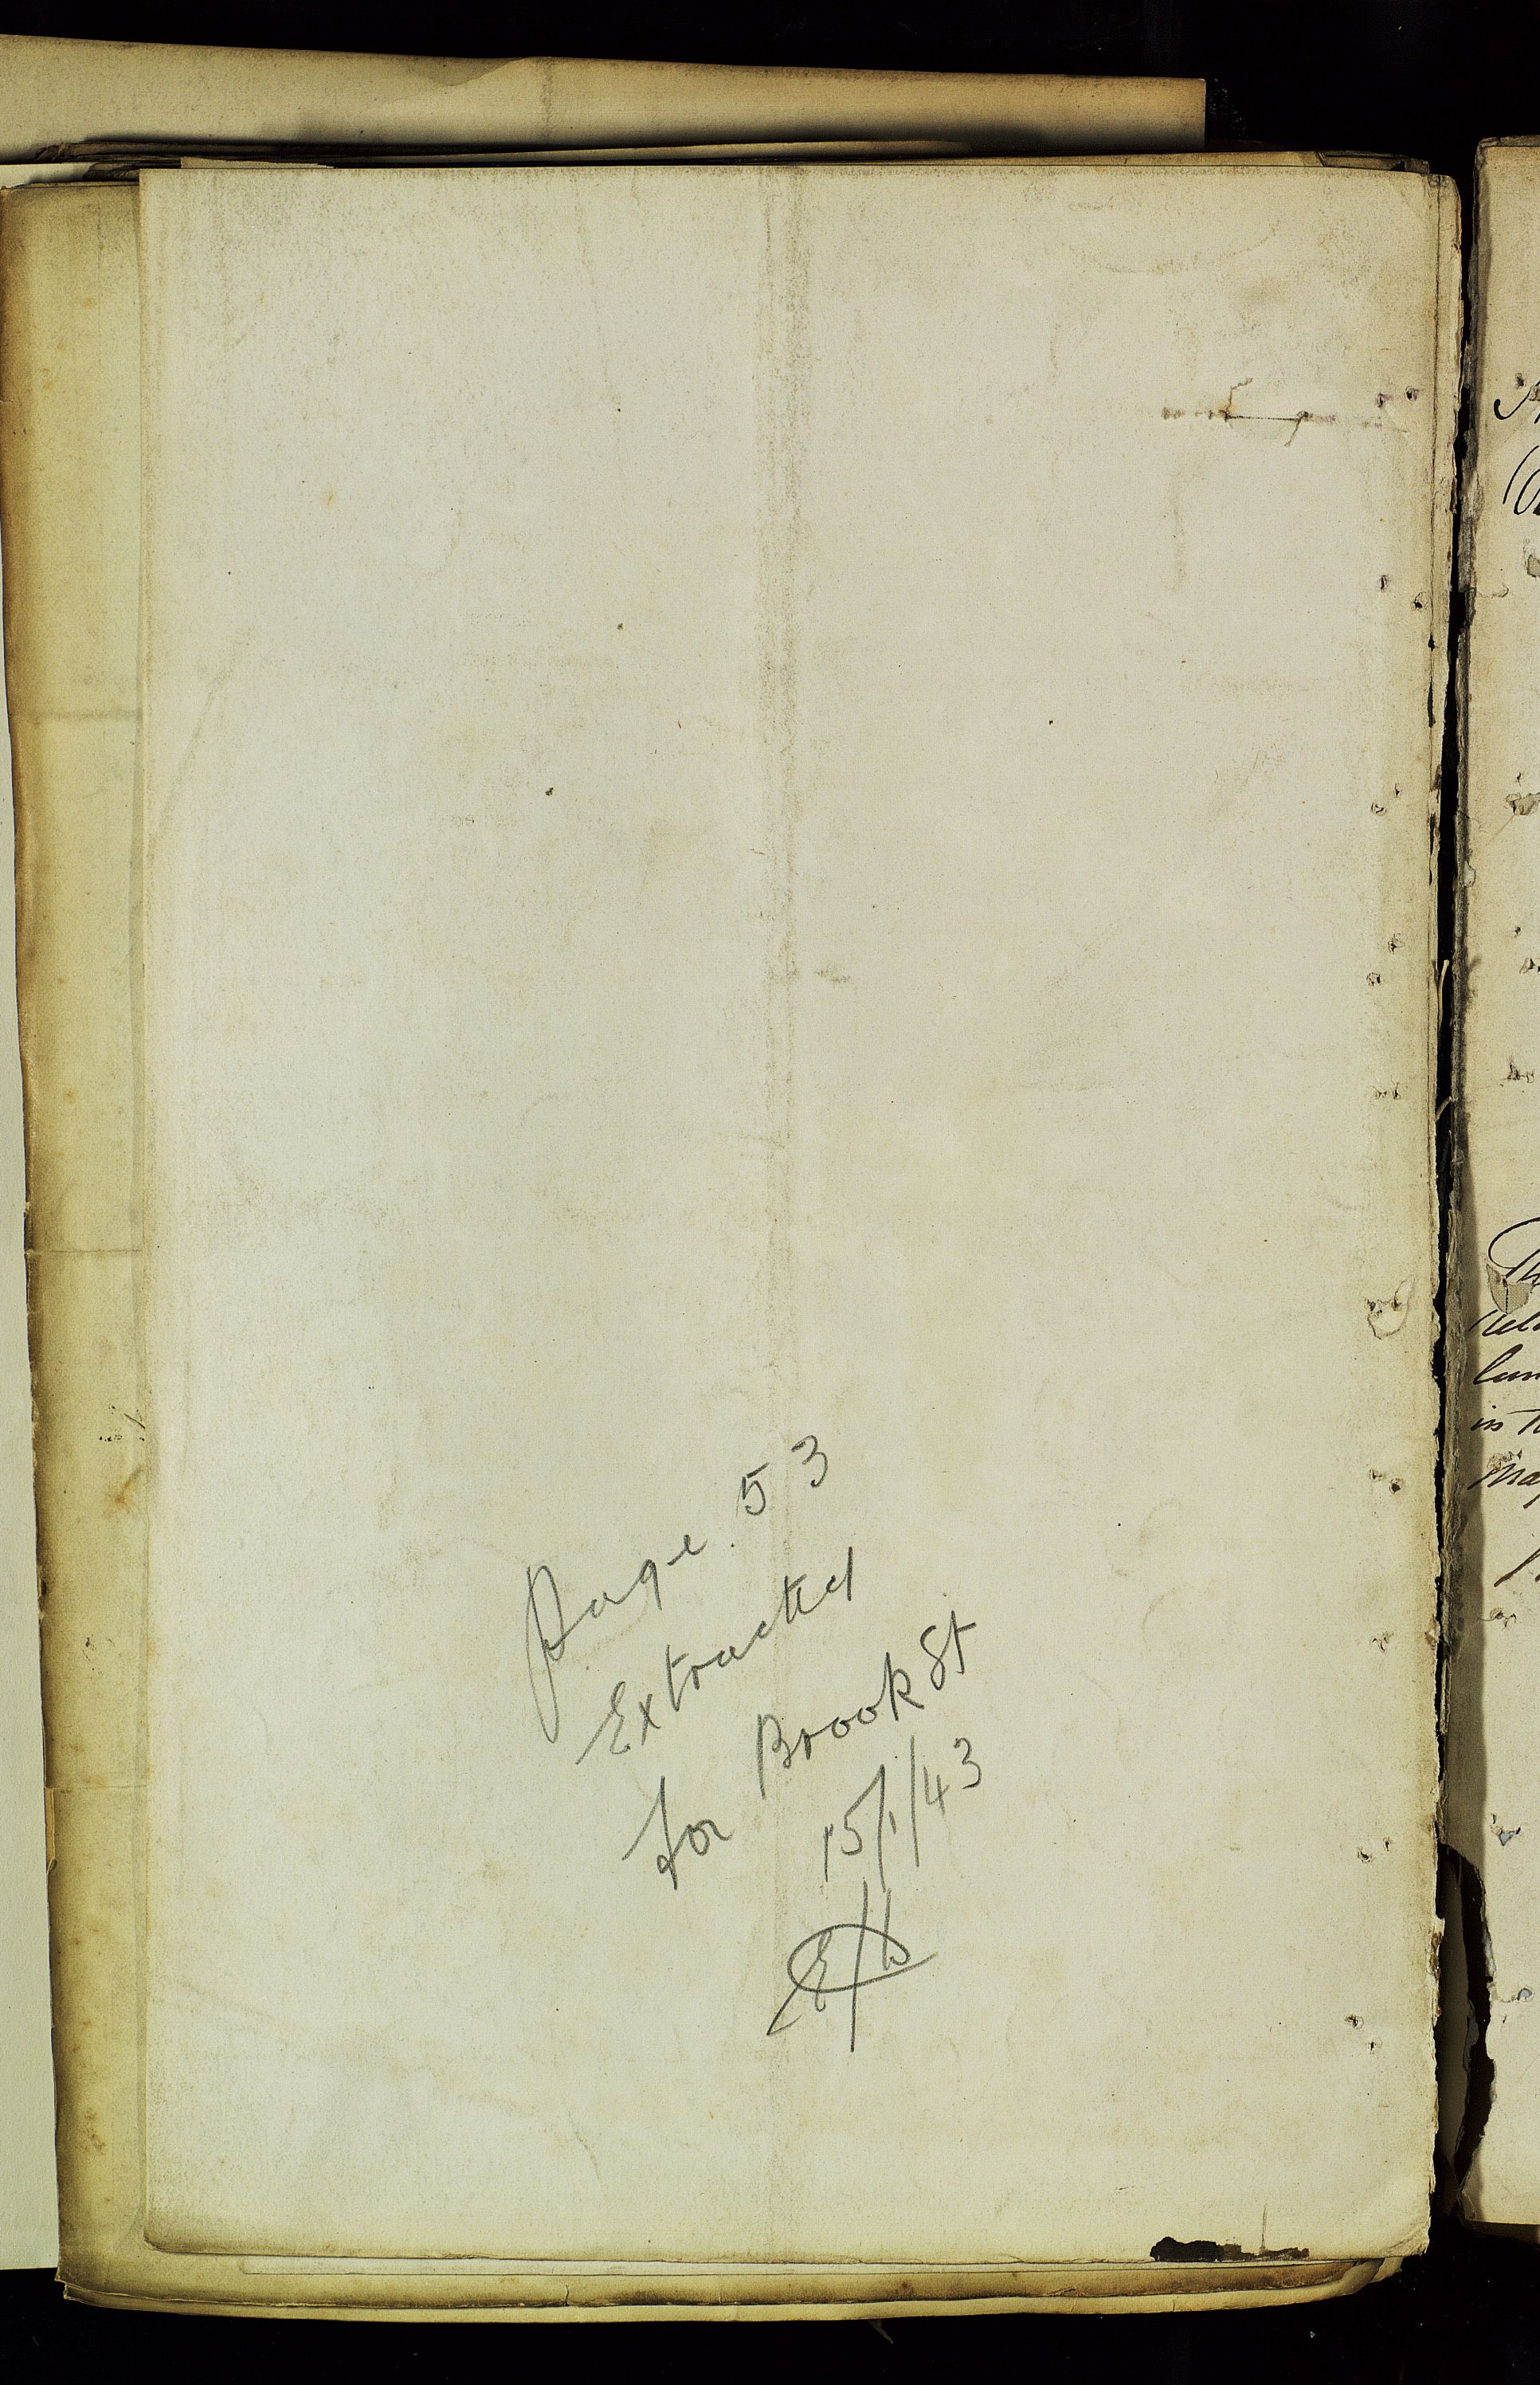 Page 53
Extracted
for Brook St
15/1/43